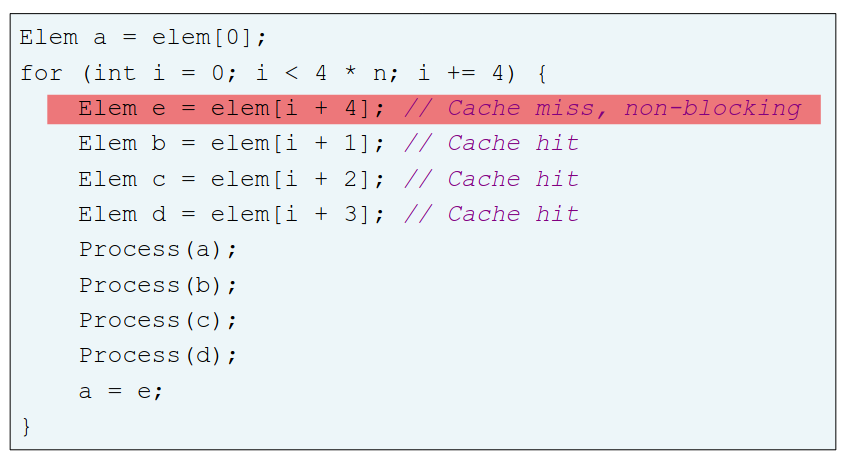 Elem a = elem[0];
for (int i = 0; i < 4 * n; i += 4) {
    Elem e = elem[i + 4]; // Cache miss, non-blocking
    Elem b = elem[i + 1]; // Cache hit
    Elem c = elem[i + 2]; // Cache hit
    Elem d = elem[i + 3]; // Cache hit
    Process(a);
    Process(b);
    Process(c);
    Process(d);
    a = e;
}